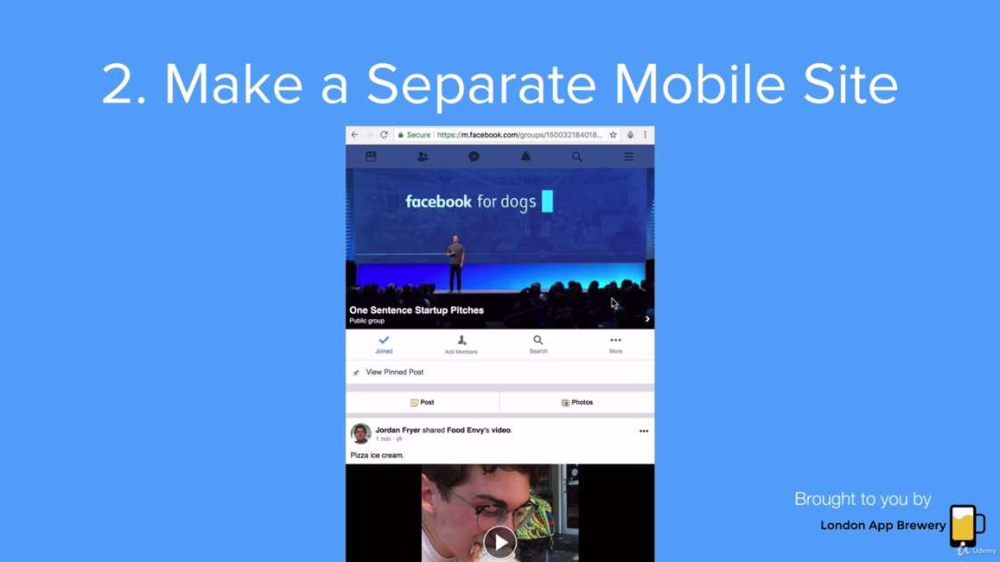 2. Make a Separate Mobile Site
Secure https://m.facebook.com/groups/150032184018...
facebook for dogs
One Sentence Startup Pitches
Public group
Joined Add Members Search More
View Pinned Post
Post Photos
Jordan Fryer shared Food Envy's video.
1 min ·
Pizza ice cream.
Brought to you by
London App Brewery
Udemy